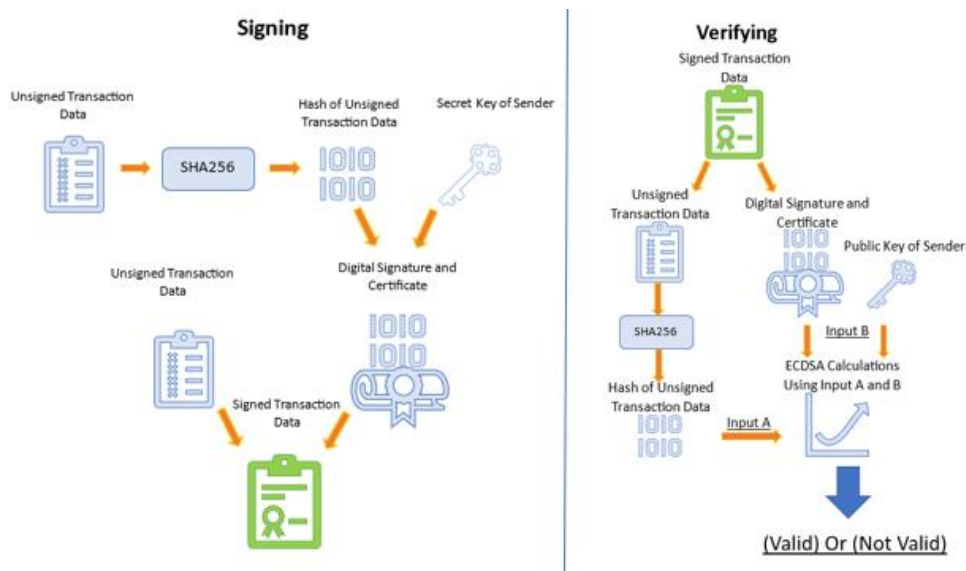 Signing
Unsigned Transaction
Data
SHA256
Hash of Unsigned
Transaction Data
1010
1010
Secret Key of Sender
Unsigned Transaction
Data
Digital Signature and
Certificate
1010
1010
Signed Transaction
Data
Verifying
Signed Transaction
Data
Unsigned
Transaction Data
Digital Signature and
Certificate
1010
1010
Public Key of Sender
SHA256
Input B
ECDSA Calculations
Using Input A and B
Hash of Unsigned
Transaction Data
1010
1010
Input A
(Valid) Or (Not Valid)